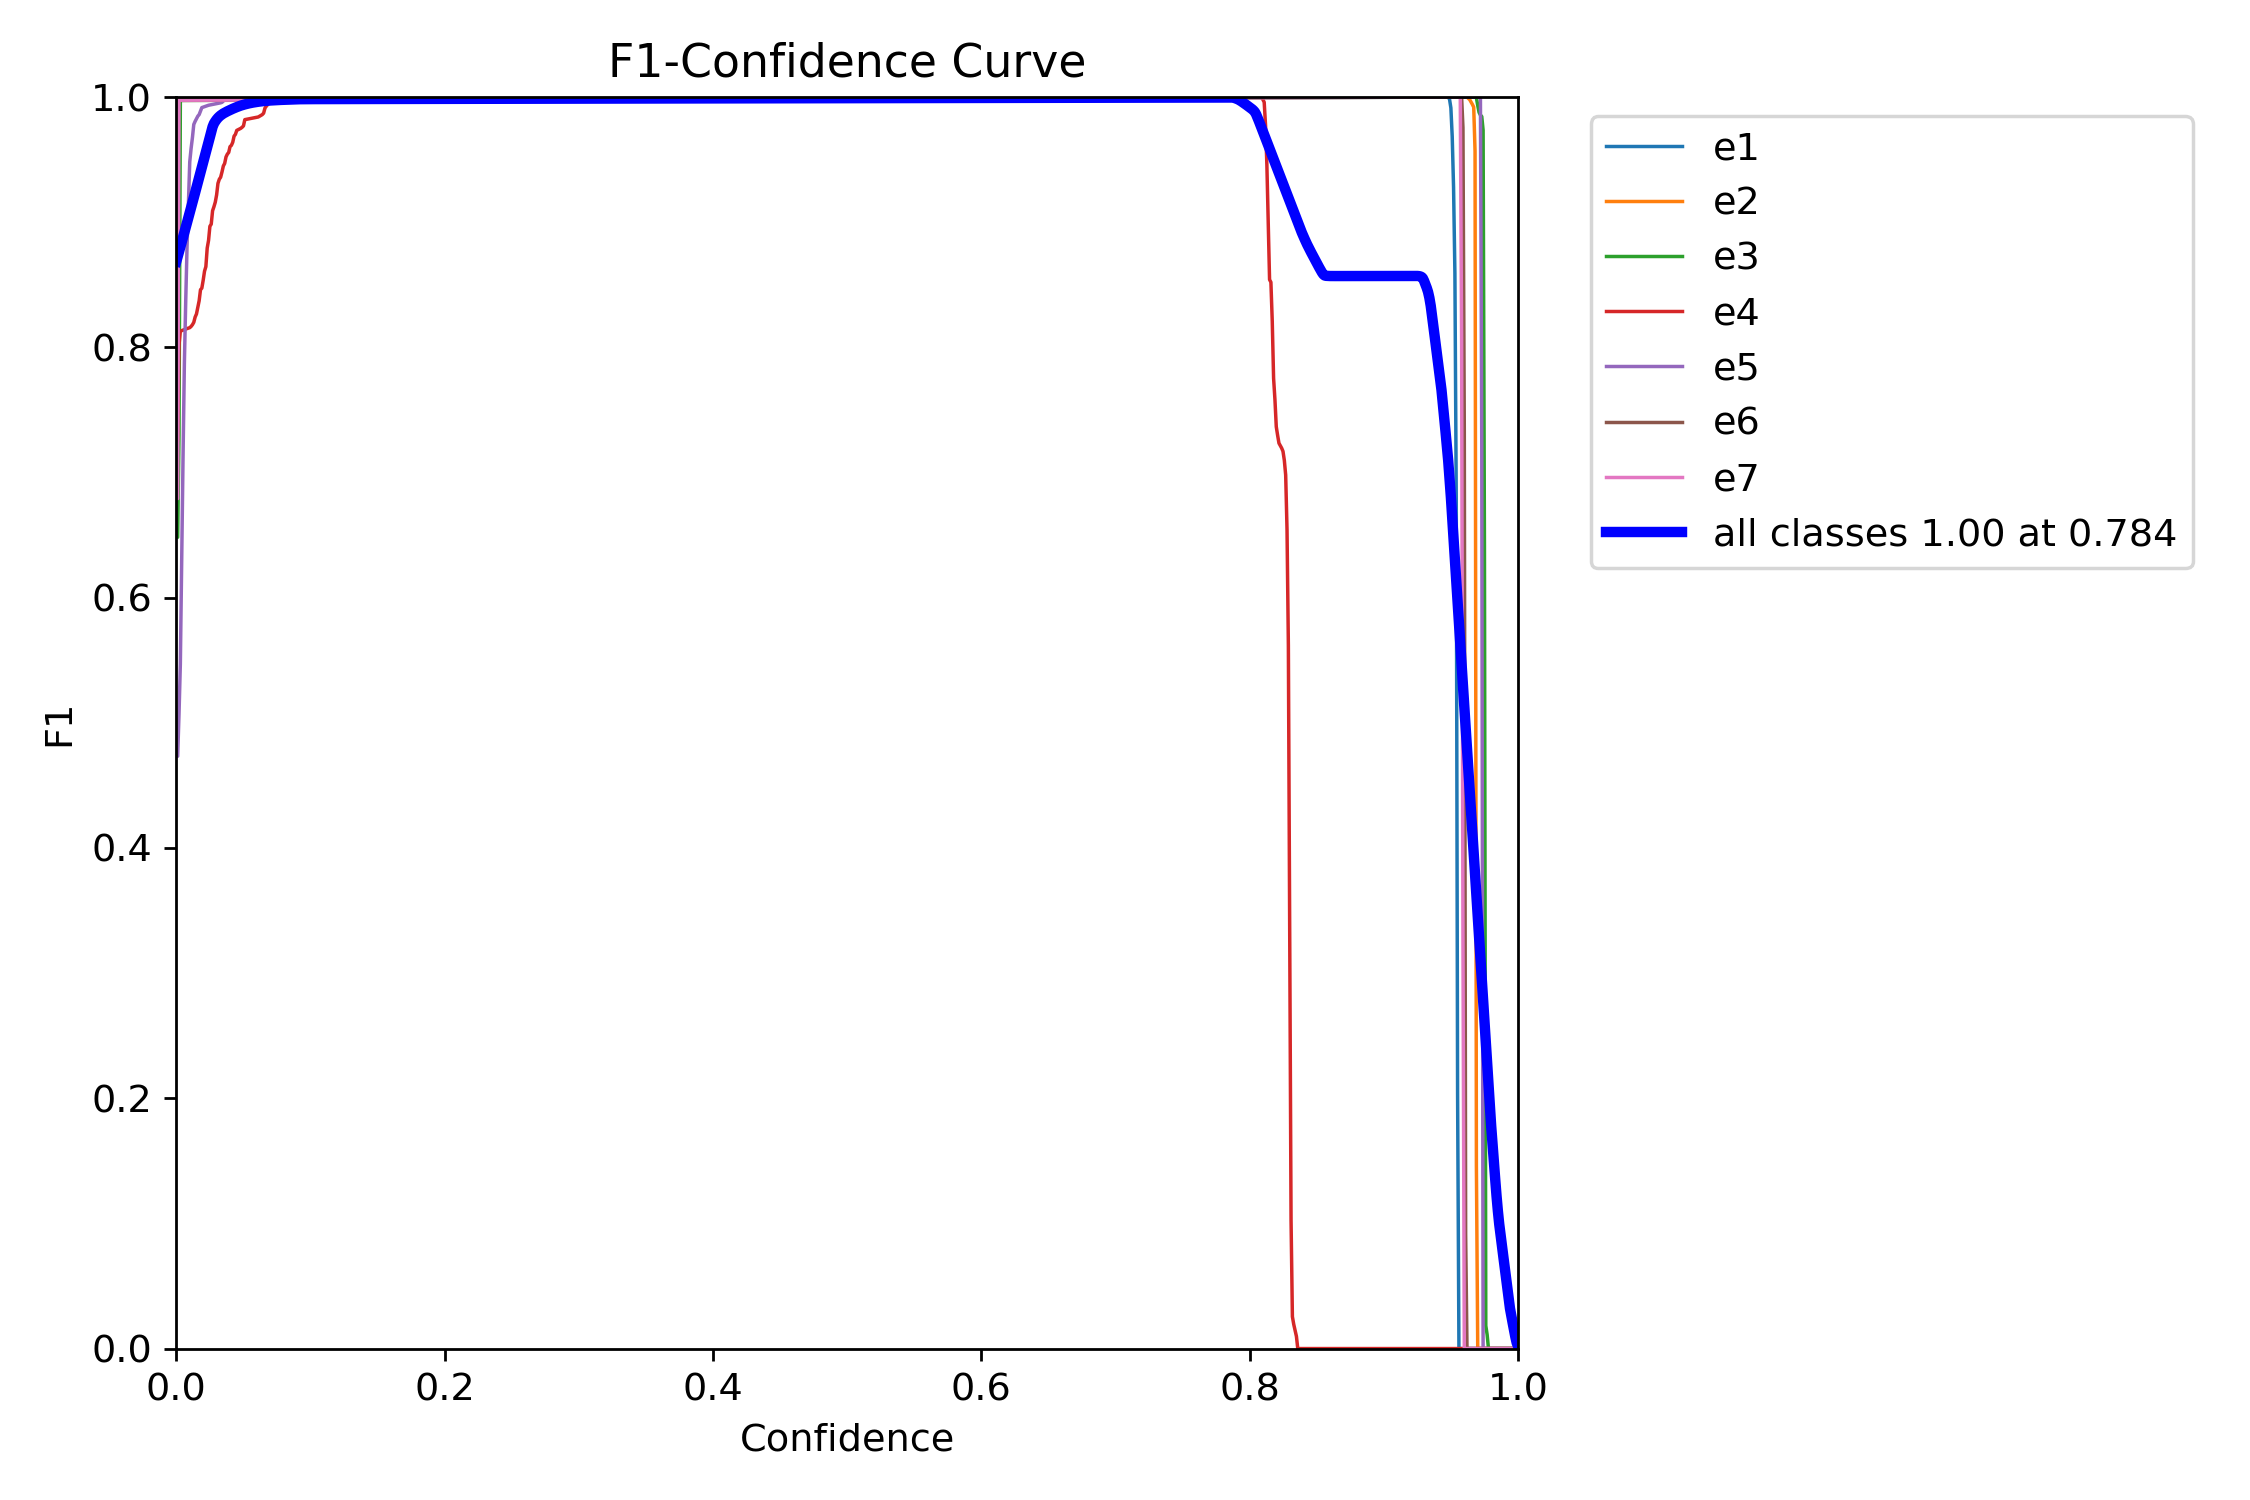 F1-Confidence Curve
1.0
0.8
0.6
0.4
0.2
0.0
F1
0.0 0.2 0.4 0.6 0.8 1.0
Confidence
e1
e2
e3
e4
e5
e6
e7
all classes 1.00 at 0.784